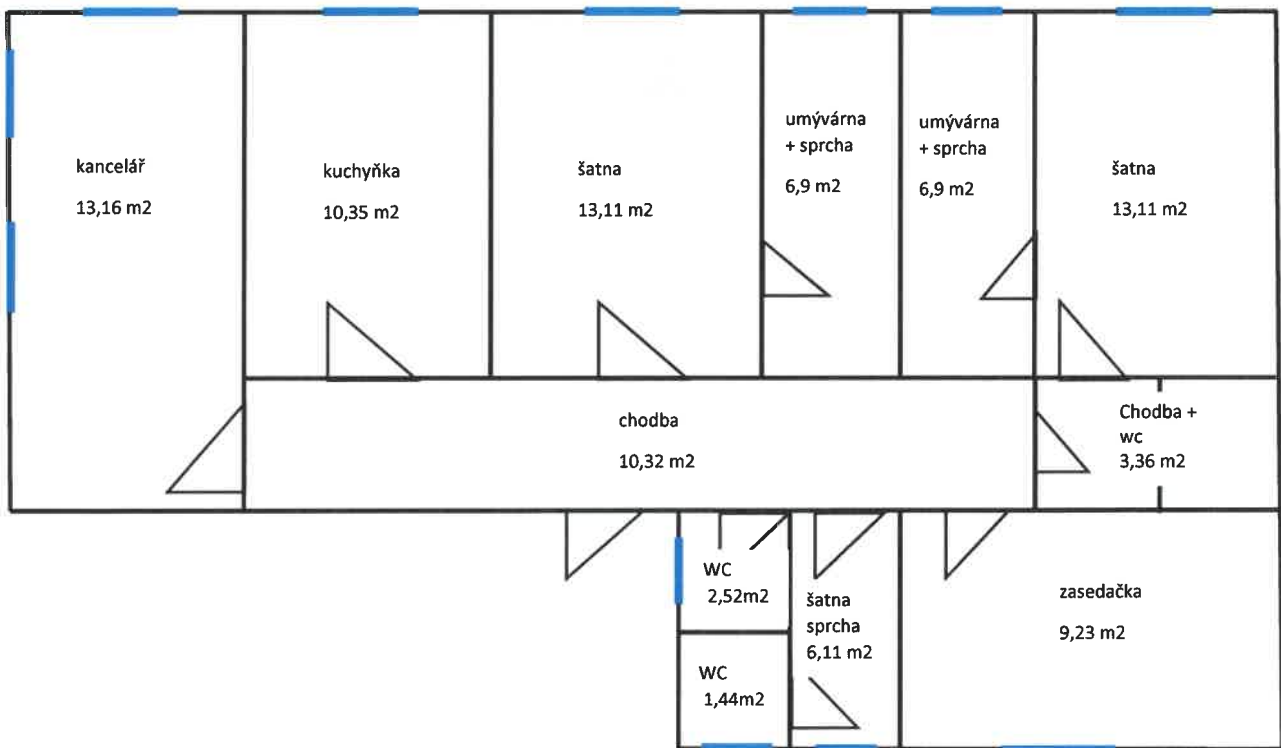 kancelář
13,16 m2
kuchyňka
10,35 m2
šatna
13,11 m2
umývárna
+ sprcha
6,9 m2
umývárna
+ sprcha
6,9 m2
šatna
13,11 m2
chodba
10,32 m2
Chodba +
wc
3,36 m2
WC
2,52m2
WC
1,44m2
šatna
sprcha
6,11 m2
zasedačka
9,23 m2